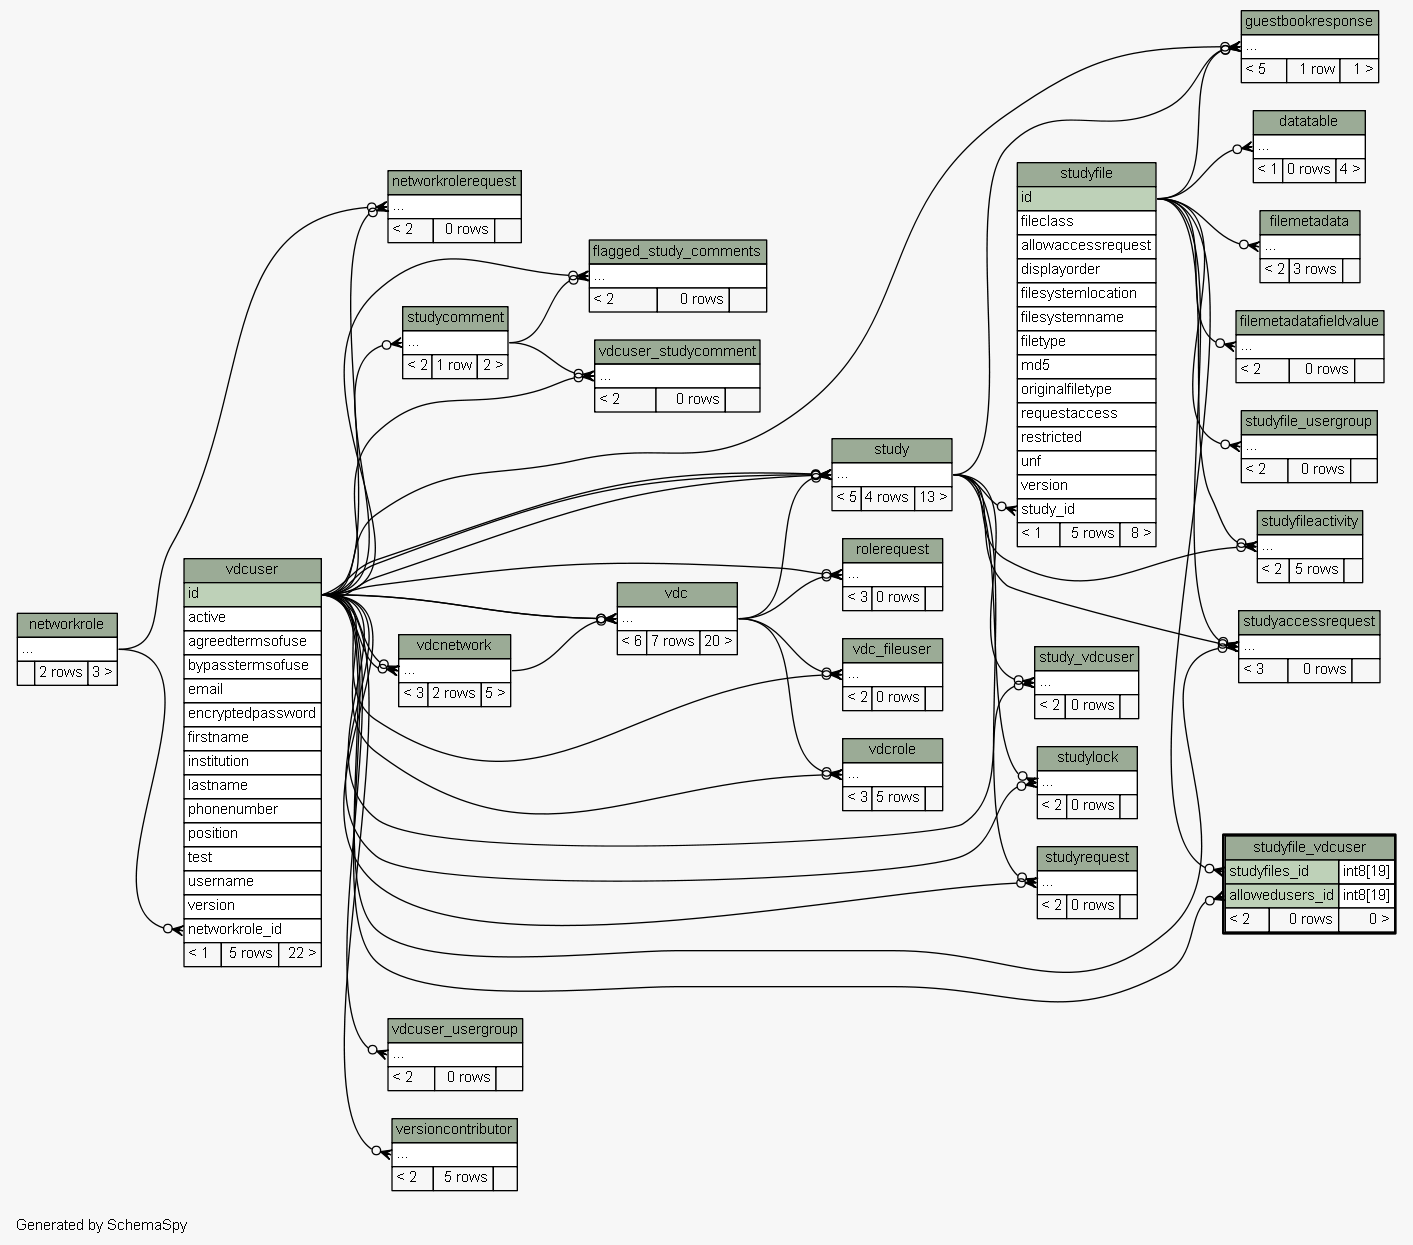 guestbookresponse
...
< 5 1 row 1 >
datatable
...
< 1 0 rows 4 >
filemetadata
...
< 2 3 rows
filemetadatafieldvalue
...
< 2 0 rows
studyfile_usergroup
...
< 2 0 rows
studyfileactivity
...
< 2 5 rows
studyaccessrequest
...
< 3 0 rows
studyfile_vdcuser
studyfiles_id int8[19]
allowedusers_id int8[19]
< 2 0 rows 0 >
studyfile
id
fileclass
allowaccessrequest
displayorder
filesystemlocation
filesystemname
filetype
md5
originalfiletype
requestaccess
restricted
unf
version
study_id
< 1 5 rows 8 >
study_vdcuser
...
< 2 0 rows
studylock
...
< 2 0 rows
studyrequest
...
< 2 0 rows
study
...
< 5 4 rows 13 >
rolerequest
...
< 3 0 rows
vdc_fileuser
...
< 2 0 rows
vdcrole
...
< 3 5 rows
flagged_study_comments
...
< 2 0 rows
vdcuser_studycomment
...
< 2 0 rows
vdc
...
< 6 7 rows 20 >
networkrolerequest
...
< 2 0 rows
studycomment
...
< 2 1 row 2 >
vdcnetwork
...
< 3 2 rows 5 >
vdcuser_usergroup
...
< 2 0 rows
versioncontributor
...
< 2 5 rows
vdcuser
id
active
agreedtermsofuse
bypasstermsofuse
email
encryptedpassword
firstname
institution
lastname
phonenumber
position
test
username
version
networkrole_id
< 1 5 rows 22 >
networkrole
...
2 rows 3 >
Generated by SchemaSpy